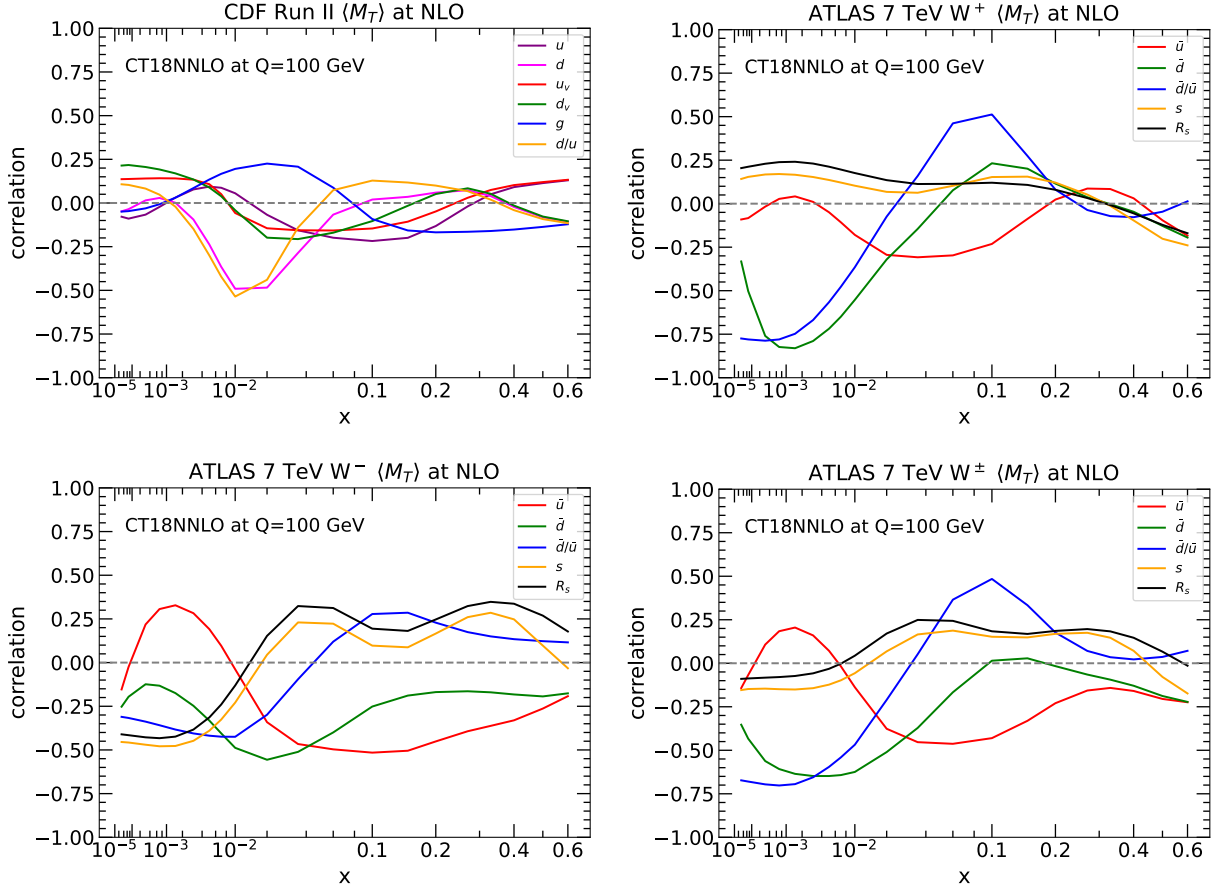 CDF Run II ⟨M_T⟩ at NLO
1.00
0.75
0.50
0.25
0.00
−0.25
−0.50
−0.75
−1.00
correlation
CT18NNLO at Q=100 GeV
u
d
u_v
d_v
g
d/u
10⁻⁵ 10⁻³ 10⁻² 0.1 0.2 0.4 0.6
x
ATLAS 7 TeV W⁺ ⟨M_T⟩ at NLO
1.00
0.75
0.50
0.25
0.00
−0.25
−0.50
−0.75
−1.00
correlation
CT18NNLO at Q=100 GeV
ū
d̄
d̄/ū
s
R_s
10⁻⁵ 10⁻³ 10⁻² 0.1 0.2 0.4 0.6
x
ATLAS 7 TeV W⁻ ⟨M_T⟩ at NLO
1.00
0.75
0.50
0.25
0.00
−0.25
−0.50
−0.75
−1.00
correlation
CT18NNLO at Q=100 GeV
ū
d̄
d̄/ū
s
R_s
10⁻⁵ 10⁻³ 10⁻² 0.1 0.2 0.4 0.6
x
ATLAS 7 TeV W^± ⟨M_T⟩ at NLO
1.00
0.75
0.50
0.25
0.00
−0.25
−0.50
−0.75
−1.00
correlation
CT18NNLO at Q=100 GeV
ū
d̄
d̄/ū
s
R_s
10⁻⁵ 10⁻³ 10⁻² 0.1 0.2 0.4 0.6
x